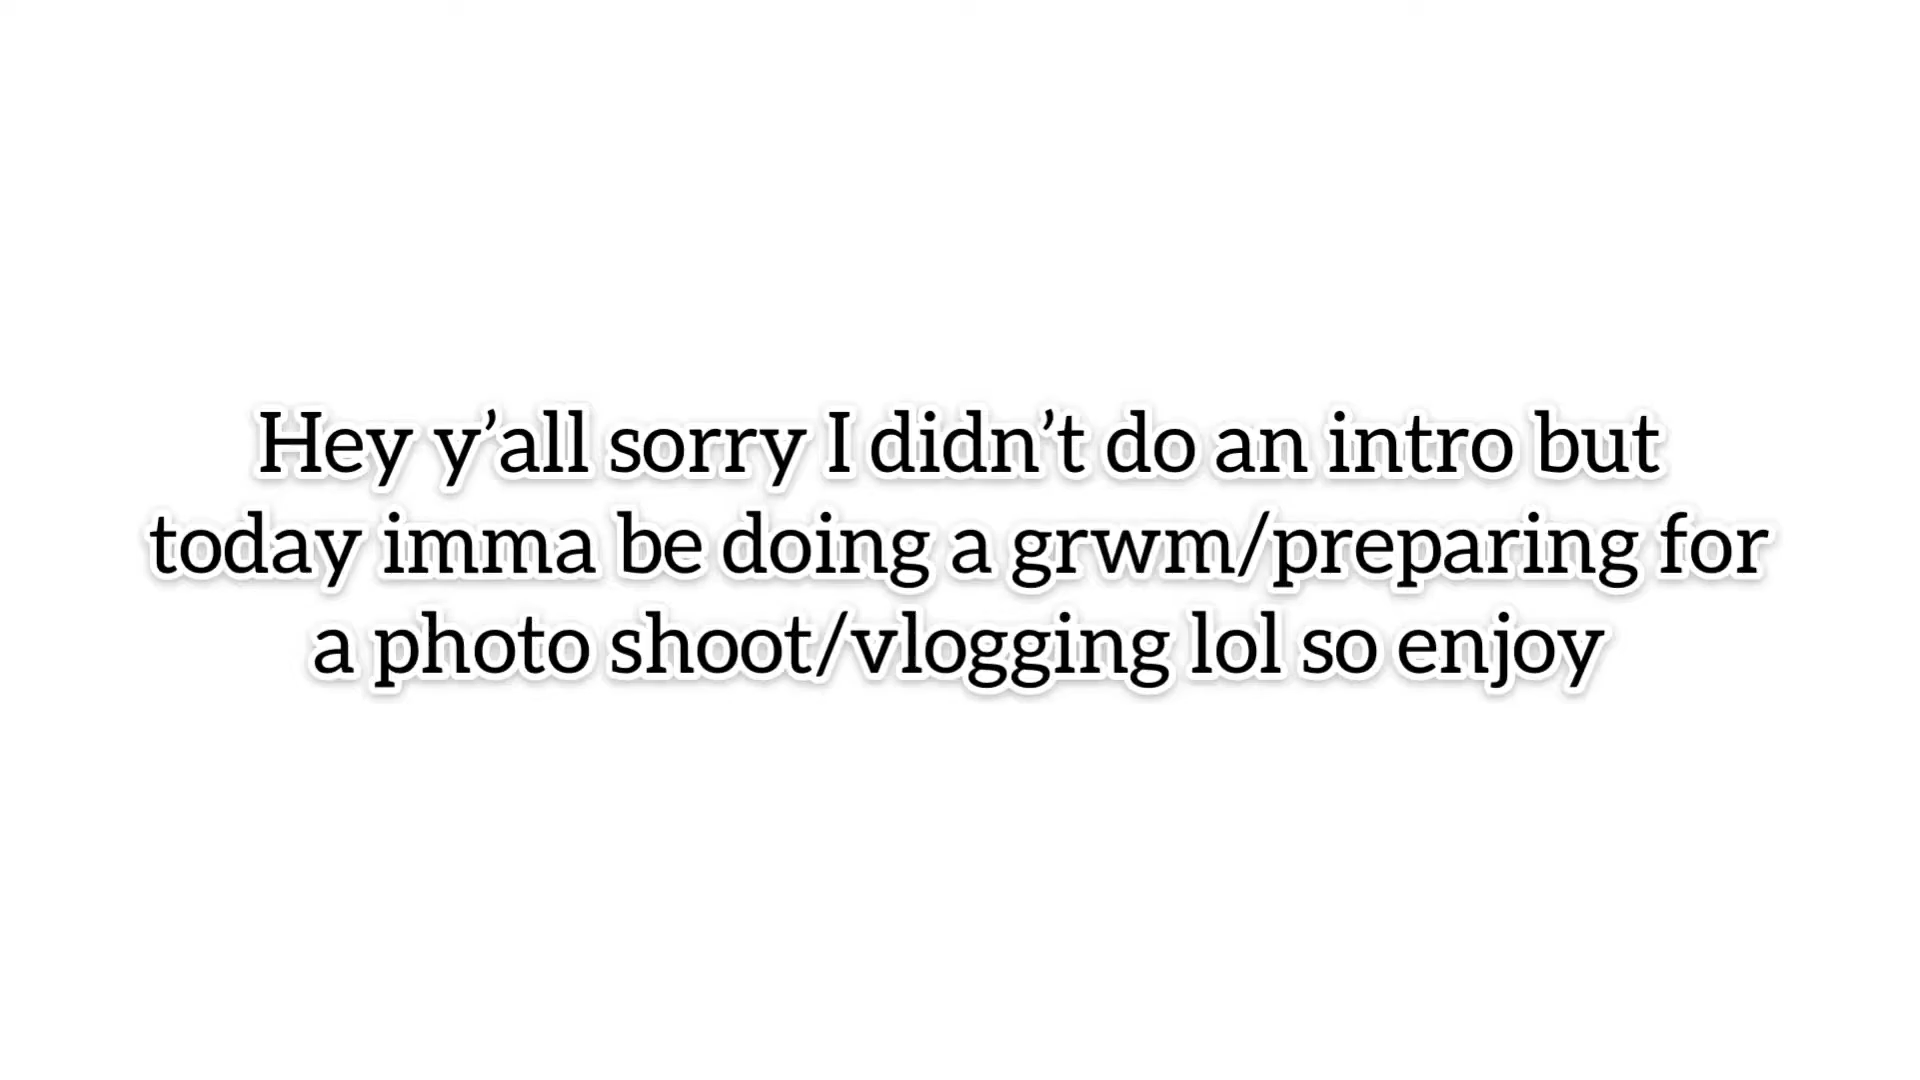 Hey y’all sorry I didn’t do an intro but
today imma be doing a grwm/preparing for
a photo shoot/vlogging lol so enjoy